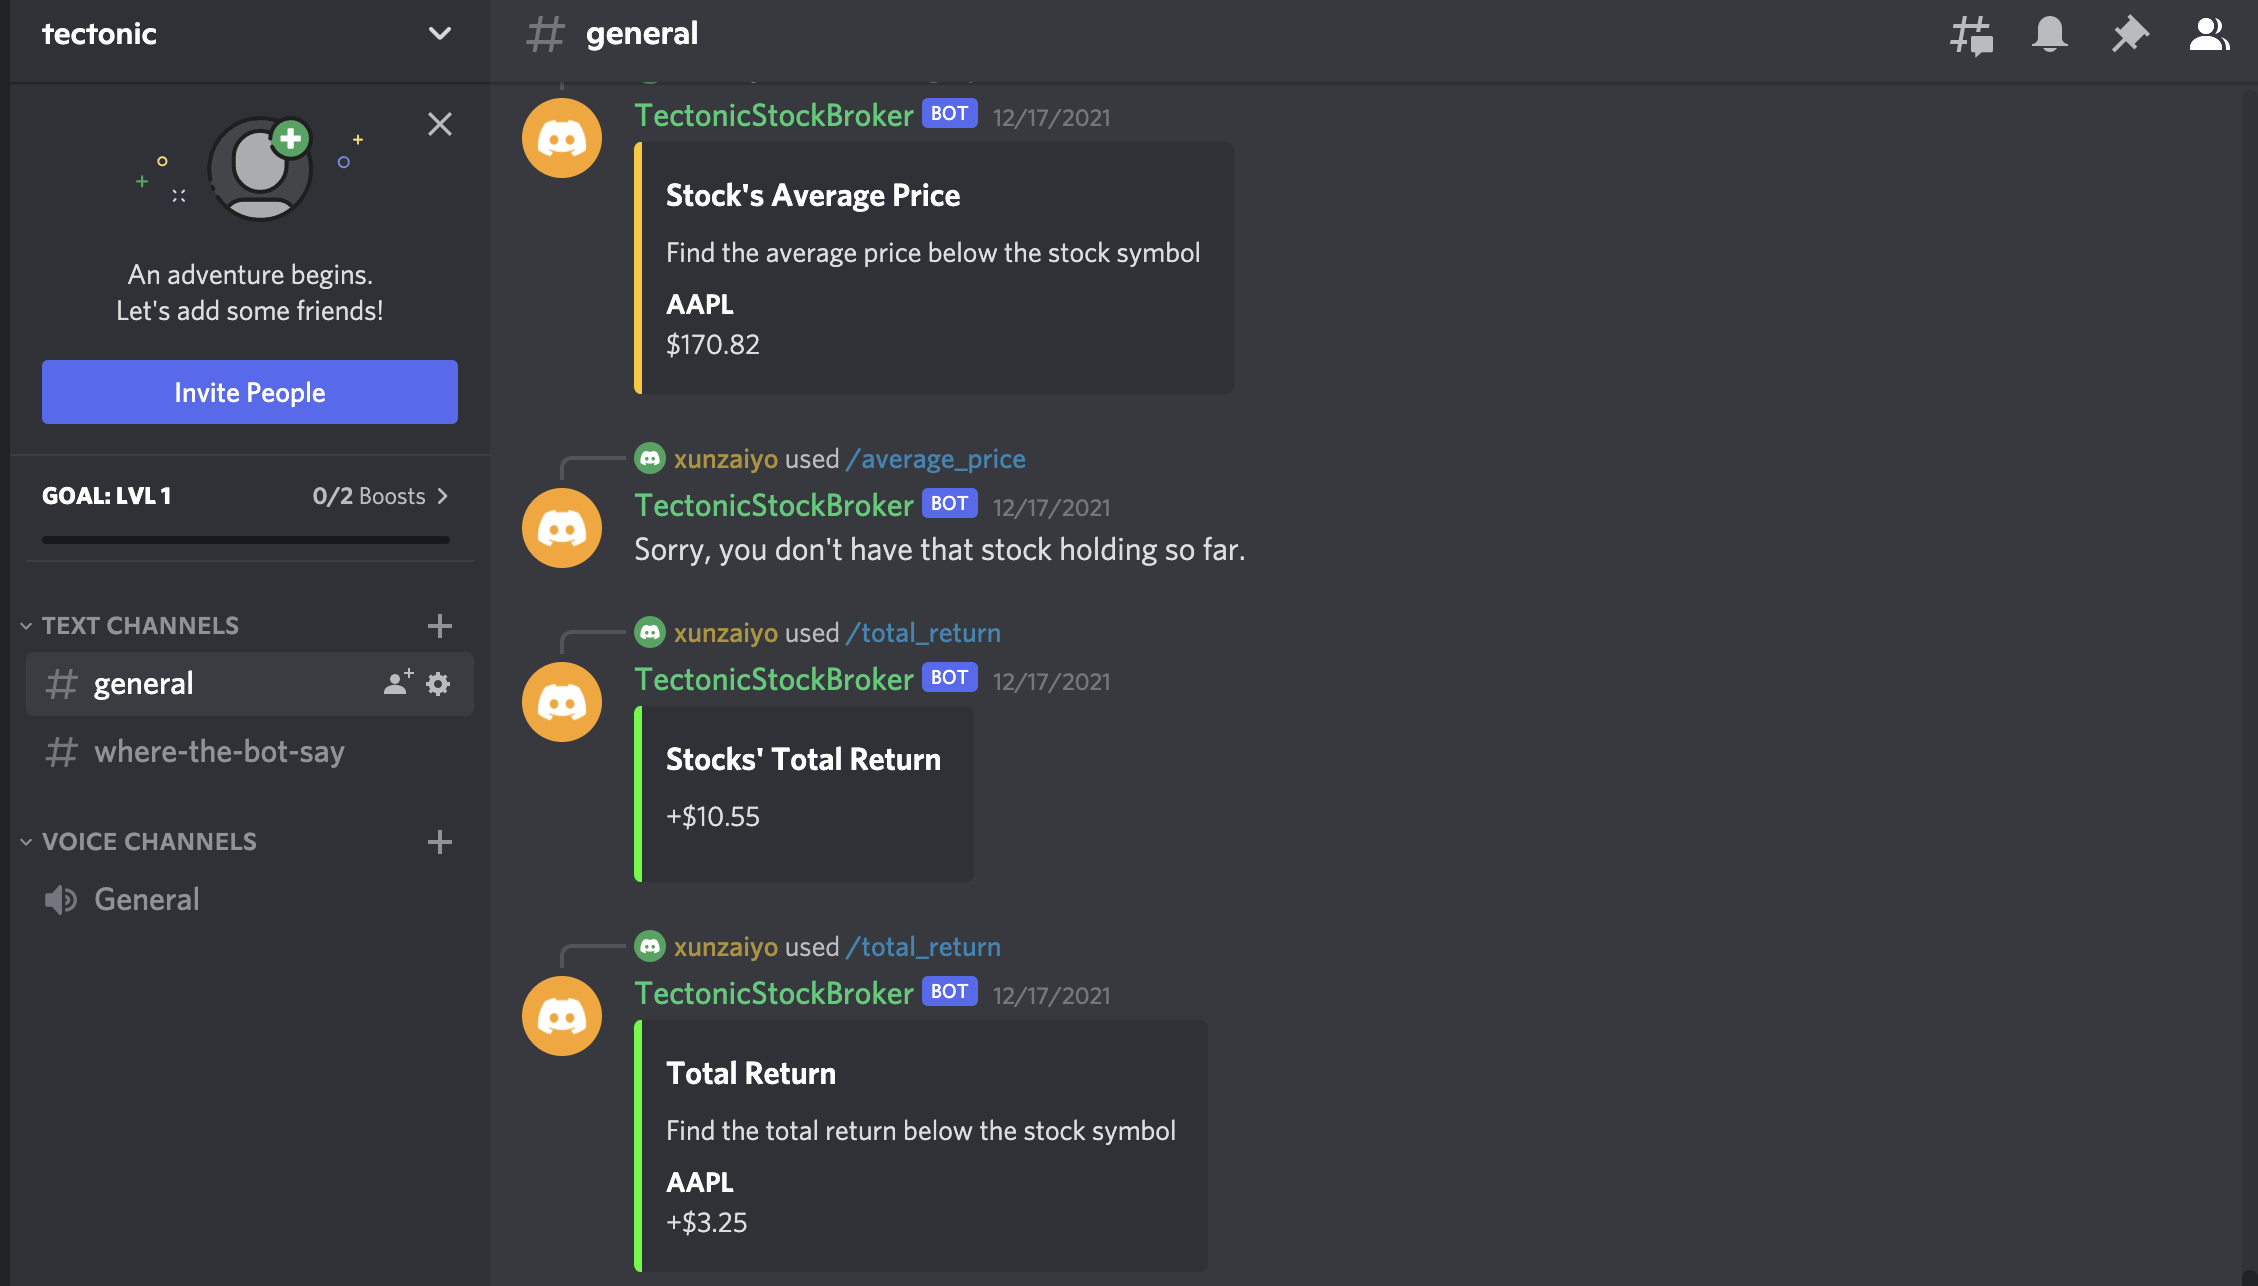 tectonic
An adventure begins.
Let's add some friends!
Invite People
GOAL: LVL 1 0/2 Boosts
TEXT CHANNELS
general
where-the-bot-say
VOICE CHANNELS
General
general
TectonicStockBroker BOT 12/17/2021
Stock's Average Price
Find the average price below the stock symbol
AAPL
$170.82
xunzaiyo used /average_price
TectonicStockBroker BOT 12/17/2021
Sorry, you don't have that stock holding so far.
xunzaiyo used /total_return
TectonicStockBroker BOT 12/17/2021
Stocks' Total Return
+$10.55
xunzaiyo used /total_return
TectonicStockBroker BOT 12/17/2021
Total Return
Find the total return below the stock symbol
AAPL
+$3.25